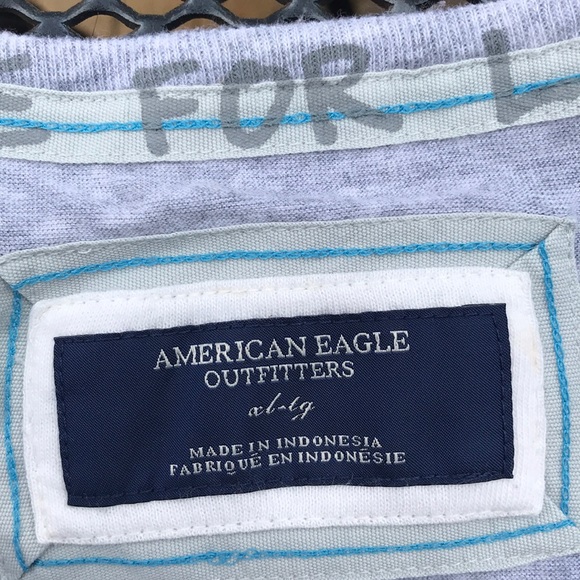 E FOR L
AMERICAN EAGLE
OUTFITTERS
xl-tg
MADE IN INDONESIA
FABRIQUÉ EN INDONÉSIE